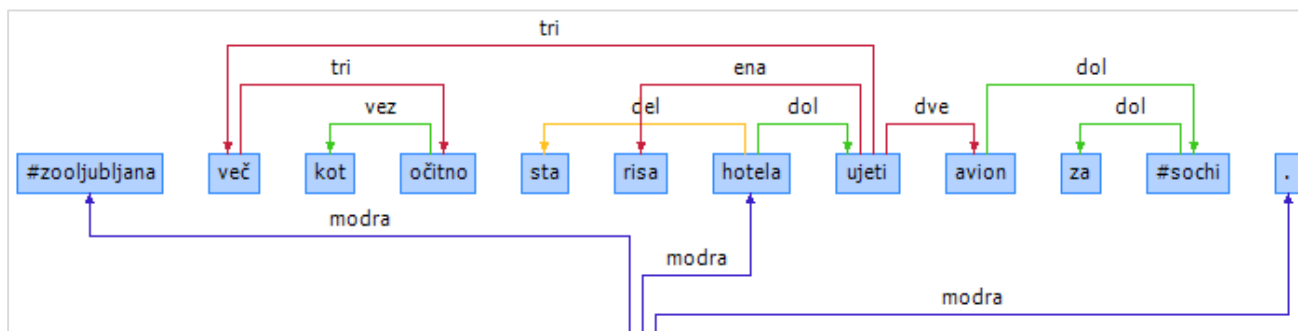 tri
tri ena dol
vez del dol dve dol
#zooljubljana več kot očitno sta risa hotela ujeti avion za #sochi .
modra
modra
modra